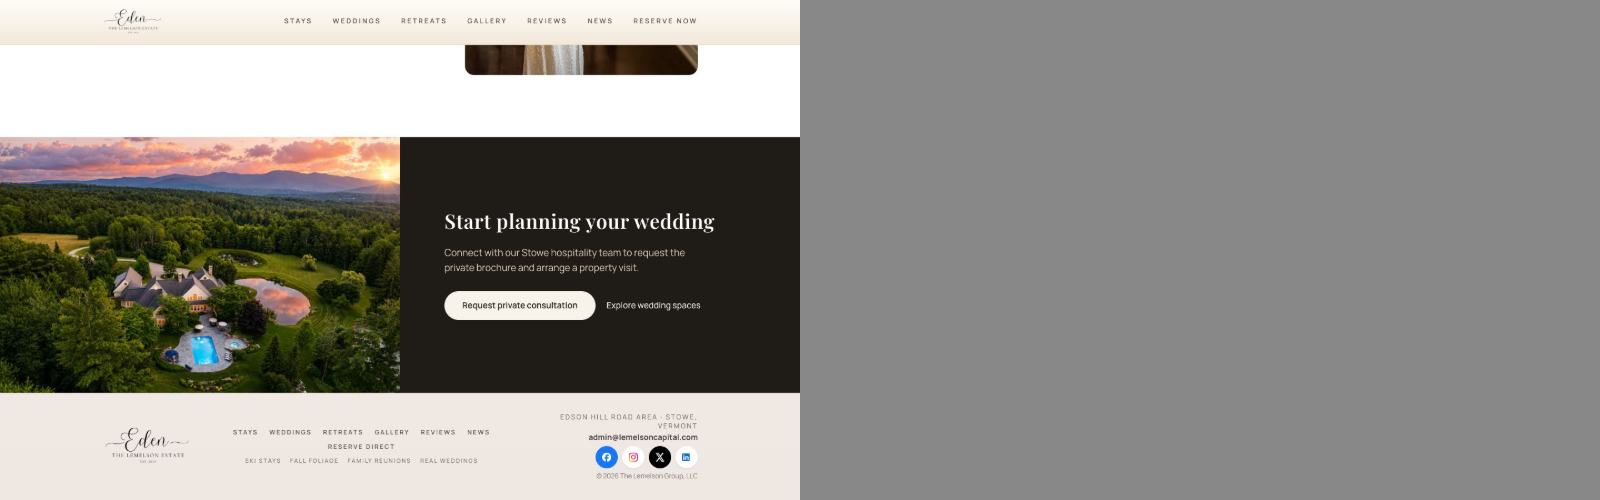 Eden
THE LEMELSON ESTATE
STAYS WEDDINGS RETREATS GALLERY REVIEWS NEWS RESERVE NOW
Start planning your wedding
Connect with our Stowe hospitality team to request the
private brochure and arrange a property visit.
Request private consultation Explore wedding spaces
Eden
THE LEMELSON ESTATE
STAYS WEDDINGS RETREATS GALLERY REVIEWS NEWS
RESERVE DIRECT
SKI STAYS FALL FOLIAGE FAMILY REUNIONS REAL WEDDINGS
EDSON HILL ROAD AREA · STOWE,
VERMONT
admin@lemelsoncapital.com
© 2026 The Lemelson Group, LLC